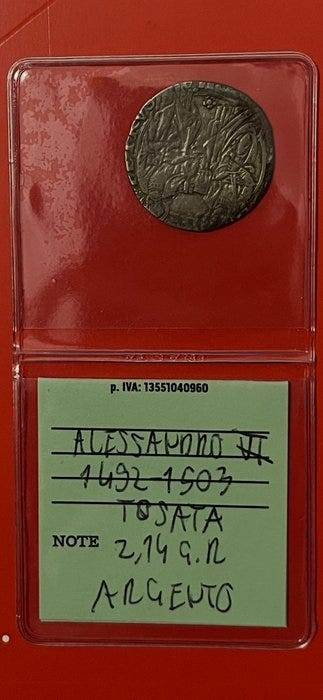 p. IVA: 13551040960
ALESSANDRO VI
1492-1503
TOSATA
NOTE 2,14 G.R
ARGENTO